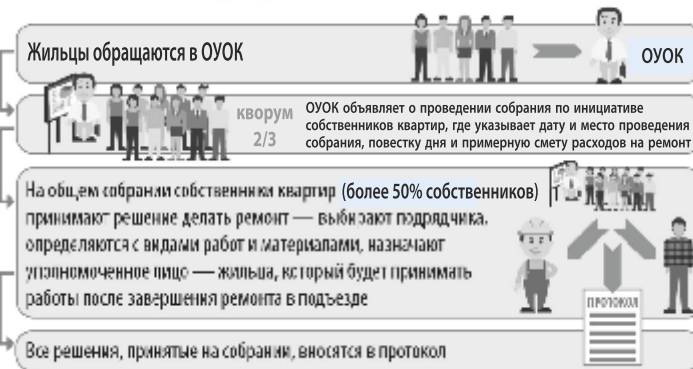 Жильцы обращаются в ОУОК
ОУОК
кворум
2/3
ОУОК объявляет о проведении собрания по инициативе
собственников квартир, где указывает дату и место проведения
собрания, повестку дня и примерную смету расходов на ремонт
На общем собрании собственники квартир (более 50% собственников)
принимают решение делать ремонт — выбирают подрядчика,
определяются с видами работ и материалами, назначают
уполномоченное лицо — жильца, который будет принимать
работы после завершения ремонта в подъезде
ПРОТОКОЛ
Все решения, принятые на собрании, вносятся в протокол